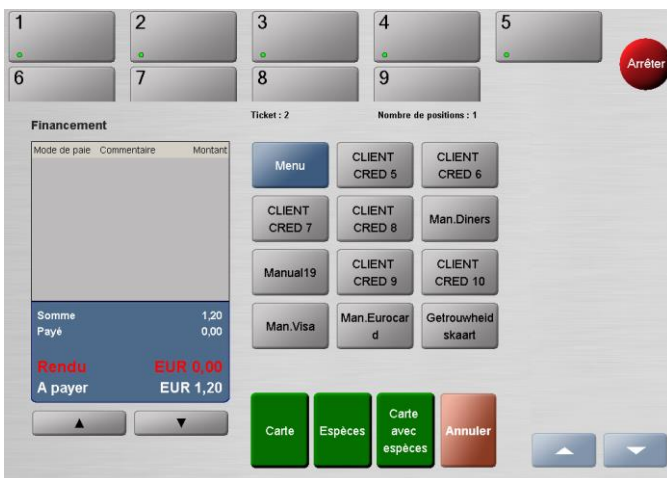 1 2 3 4 5
Arrêter
6 7 8 9
Ticket : 2 Nombre de positions : 1
Financement
Mode de paie Commentaire Montant
Menu
CLIENT
CRED 5
CLIENT
CRED 6
CLIENT
CRED 7
CLIENT
CRED 8
Man.Diners
Manual19
CLIENT
CRED 9
CLIENT
CRED 10
Man.Visa
Man.Eurocar
d
Getrouwheid
skaart
Somme 1,20
Payé 0,00
Rendu EUR 0,00
A payer EUR 1,20
Carte
Espèces
Carte
avec
espèces
Annuler